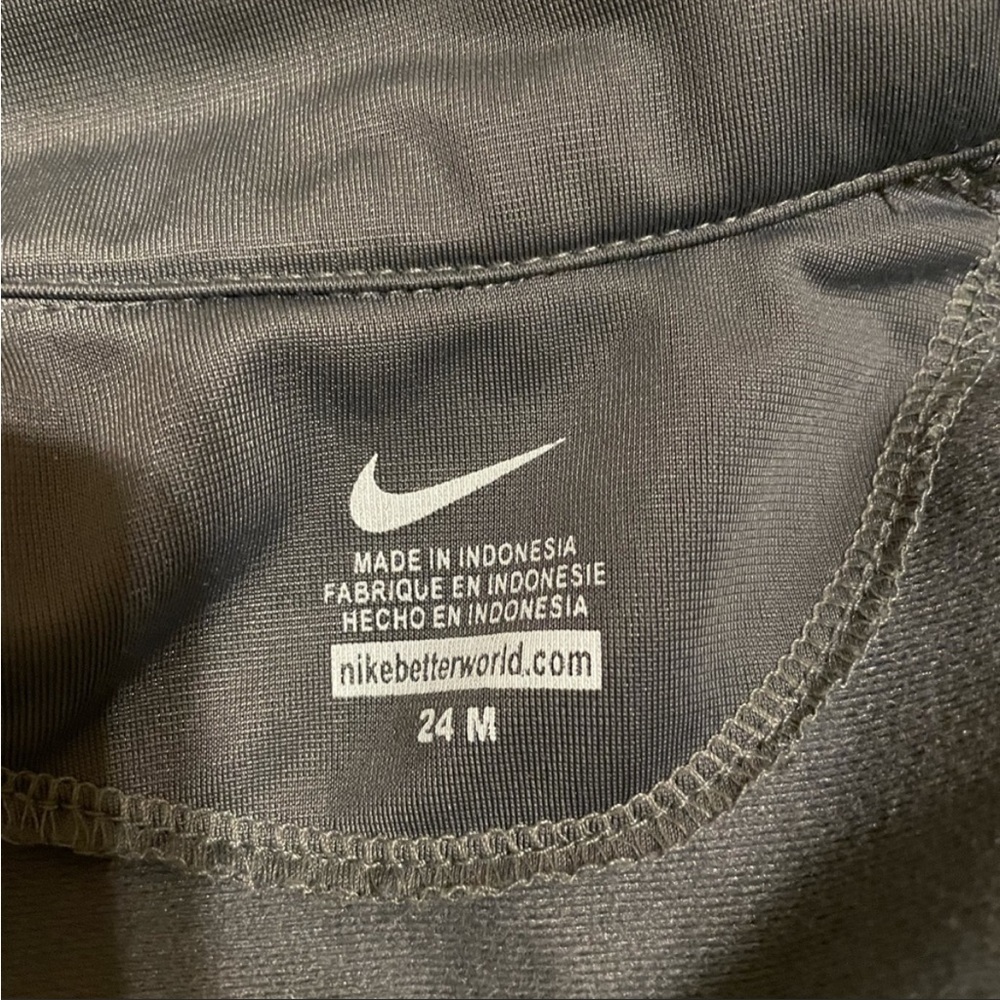 MADE IN INDONESIA
FABRIQUE EN INDONESIE
HECHO EN INDONESIA
nikebetterworld.com
24 M